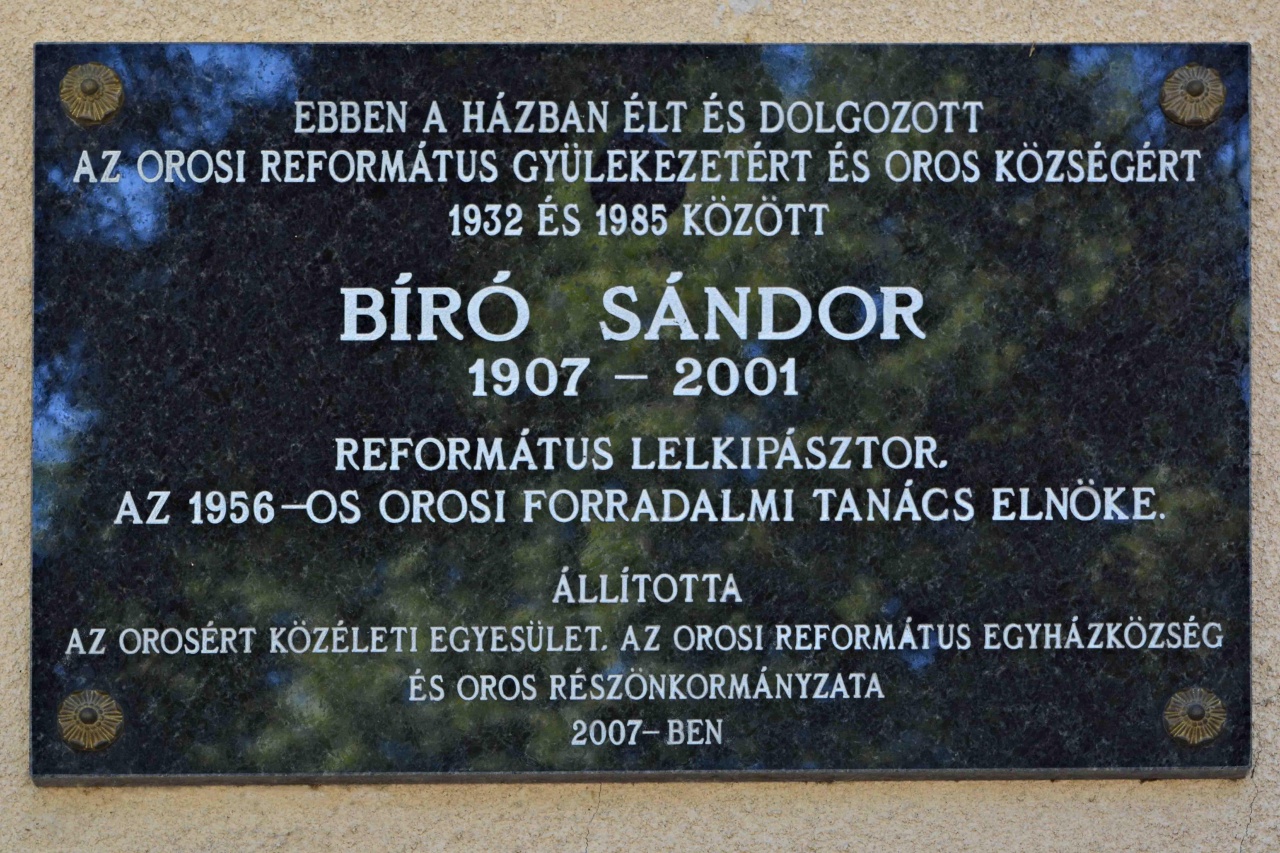 EBBEN A HÁZBAN ÉLT ÉS DOLGOZOTT
AZ OROSI REFORMÁTUS GYÜLEKEZETÉRT ÉS OROS KÖZSÉGÉRT
1932 ÉS 1985 KÖZÖTT
BÍRÓ SÁNDOR
1907 – 2001
REFORMÁTUS LELKIPÁSZTOR,
AZ 1956-OS OROSI FORRADALMI TANÁCS ELNÖKE.
ÁLLÍTOTTA
AZ OROSÉRT KÖZÉLETI EGYESÜLET, AZ OROSI REFORMÁTUS EGYHÁZKÖZSÉG
ÉS OROS RÉSZÖNKORMÁNYZATA
2007-BEN